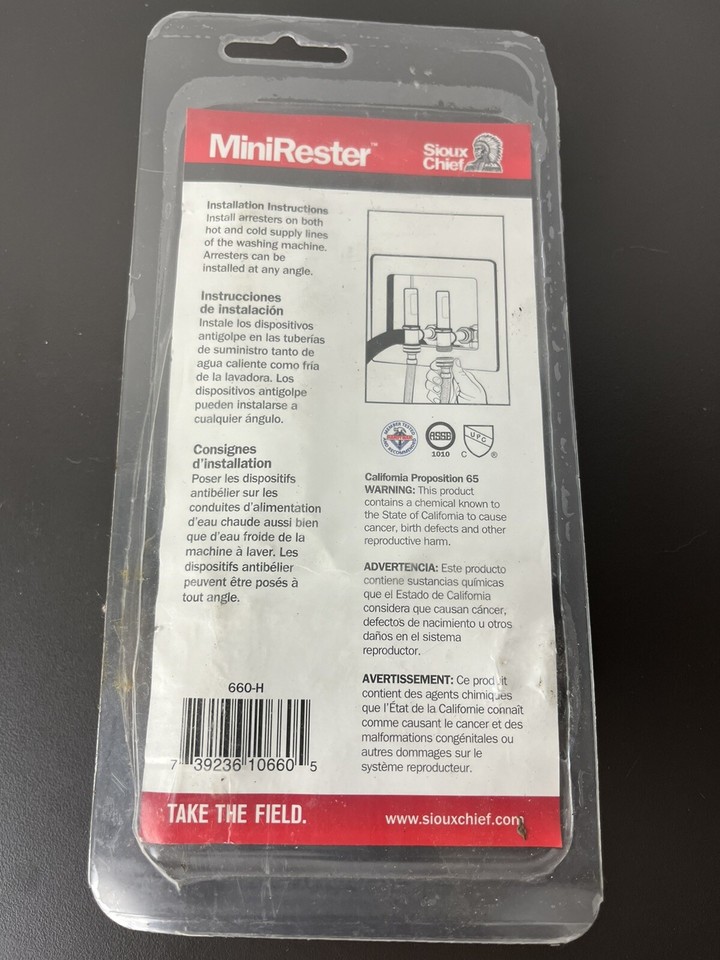 MiniRester™
Sioux
Chief
Installation Instructions
Install arresters on both
hot and cold supply lines
of the washing machine.
Arresters can be
installed at any angle.
Instrucciones
de instalación
Instale los dispositivos
antigolpe en las tuberías
de suministro tanto de
agua caliente como fría
de la lavadora. Los
dispositivos antigolpe
pueden instalarse a
cualquier ángulo.
Consignes
d'installation
Poser les dispositifs
antibélier sur les
conduites d'alimentation
d'eau chaude aussi bien
que d'eau froide de la
machine à laver. Les
dispositifs antibélier
peuvent être posés à
tout angle.
660-H
7 39236 10660 5
ASSE
1010
UPC
C ®
California Proposition 65
WARNING: This product
contains a chemical known to
the State of California to cause
cancer, birth defects and other
reproductive harm.
ADVERTENCIA: Este producto
contiene sustancias químicas
que el Estado de California
considera que causan cáncer,
defectos de nacimiento u otros
daños en el sistema
reproductor.
AVERTISSEMENT: Ce produit
contient des agents chimiques
que l'État de la Californie connaît
comme causant le cancer et des
malformations congénitales ou
autres dommages sur le
système reproducteur.
TAKE THE FIELD.
www.siouxchief.com